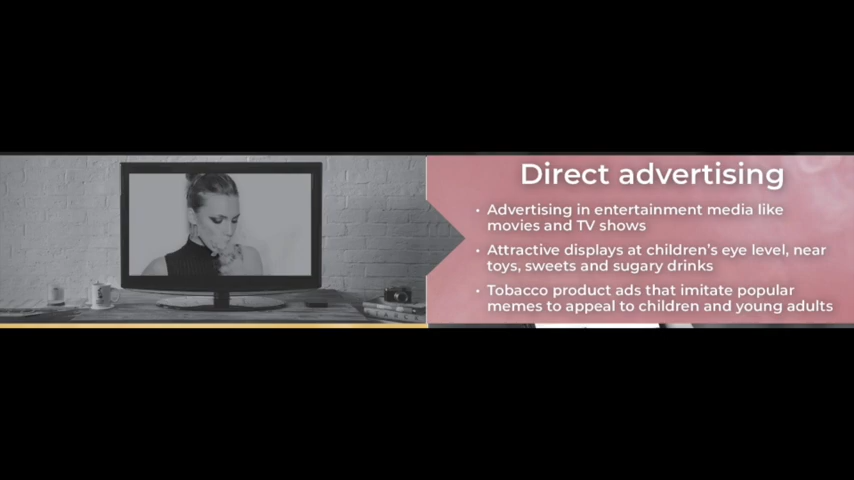 Direct advertising
• Advertising in entertainment media like
movies and TV shows
• Attractive displays at children's eye level, near
toys, sweets and sugary drinks
• Tobacco product ads that imitate popular
memes to appeal to children and young adults